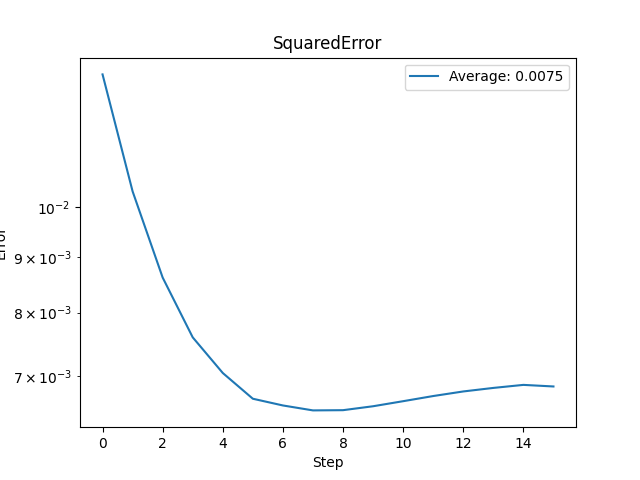 SquaredError
Average: 0.0075
10⁻²
9 × 10⁻³
8 × 10⁻³
7 × 10⁻³
Error
0 2 4 6 8 10 12 14
Step